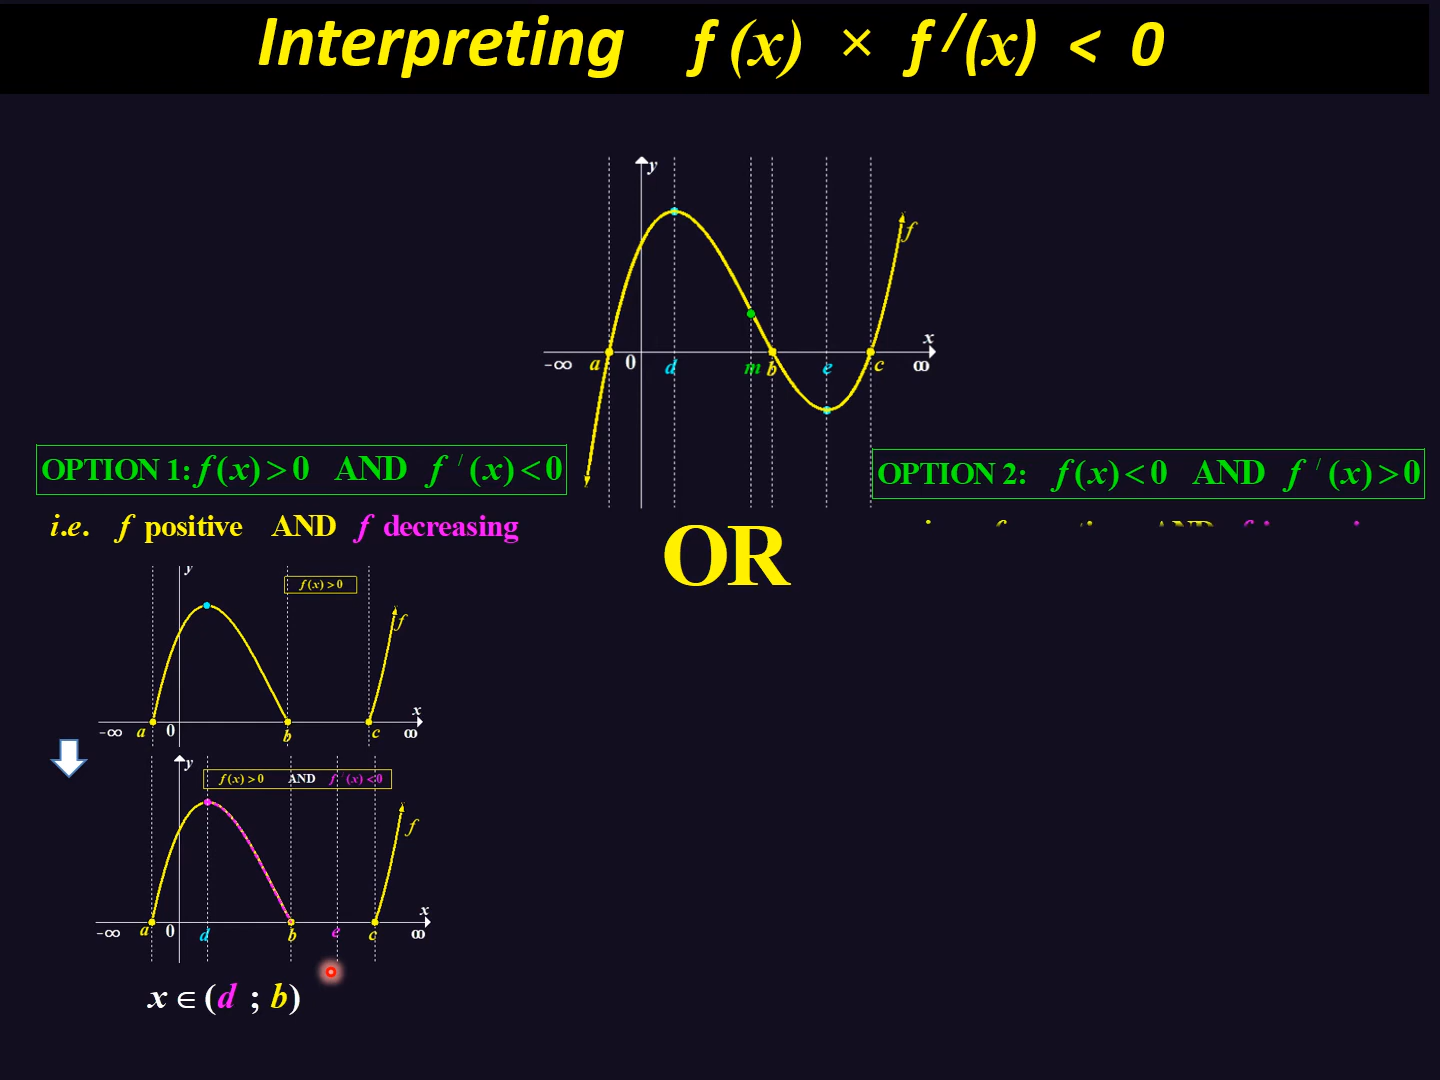 Interpreting f (x) × f /(x) < 0
y
f
x
-∞ a 0 d m b e c ∞
OPTION 1: f (x) > 0 AND f / (x) < 0
OPTION 2: f (x) < 0 AND f / (x) > 0
i.e. f positive AND f decreasing
OR
y
f (x) > 0
f
x
-∞ a 0 b c ∞
y
f (x) > 0 AND f / (x) < 0
f
x
-∞ a 0 d b e c ∞
x ∈ (d ; b)